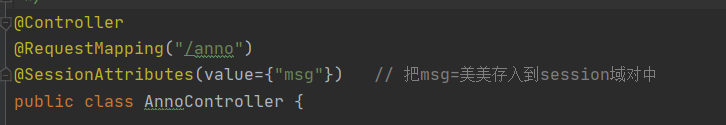 @Controller
@RequestMapping("/anno")
@SessionAttributes(value={"msg"})   // 把msg=美美存入到session域对中
public class AnnoController {